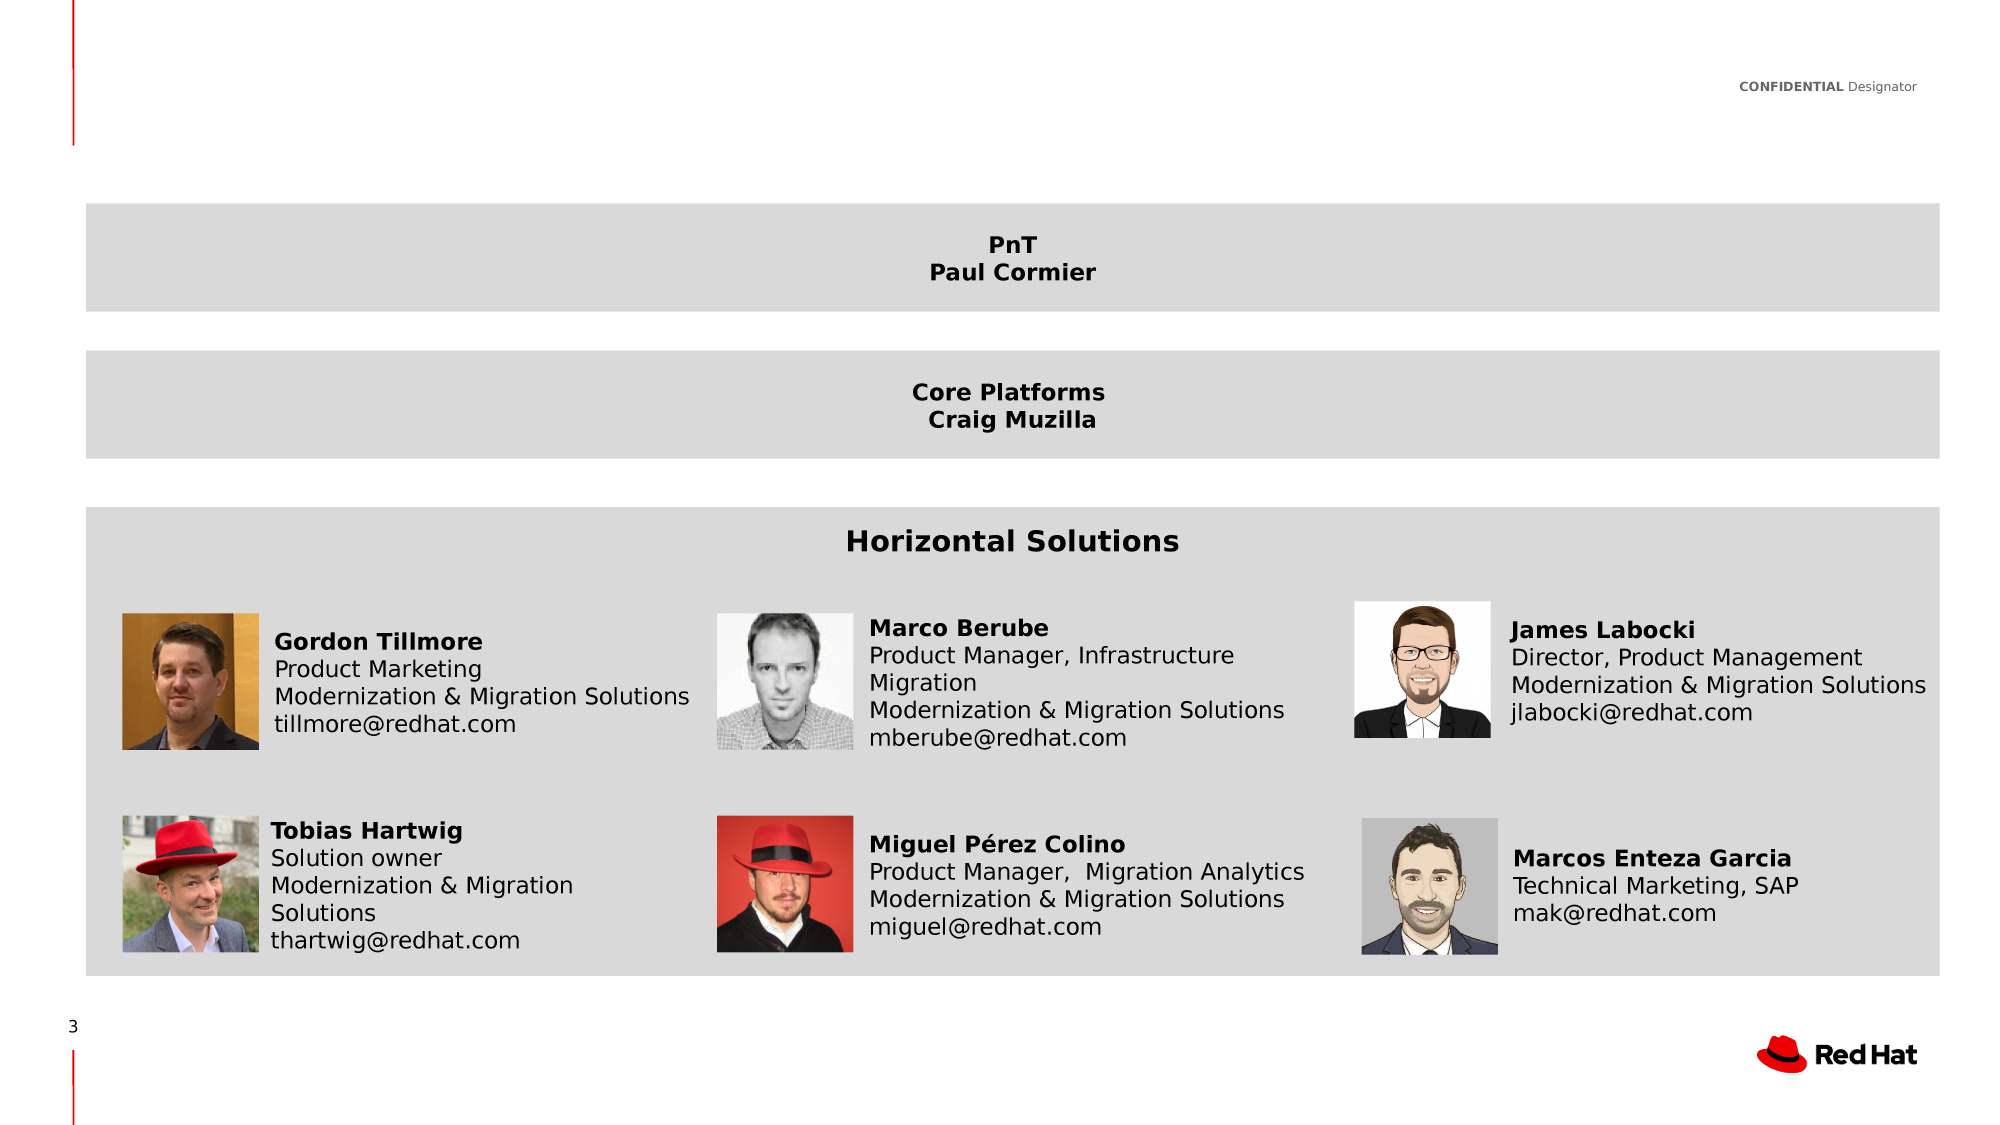 CONFIDENTIAL Designator
PnT
Paul Cormier
Core Platforms
Craig Muzilla
Horizontal Solutions
Gordon Tillmore
Product Marketing
Modernization & Migration Solutions
tillmore@redhat.com
Marco Berube
Product Manager, Infrastructure
Migration
Modernization & Migration Solutions
mberube@redhat.com
James Labocki
Director, Product Management
Modernization & Migration Solutions
jlabocki@redhat.com
Tobias Hartwig
Solution owner
Modernization & Migration
Solutions
thartwig@redhat.com
Miguel Pérez Colino
Product Manager,  Migration Analytics
Modernization & Migration Solutions
miguel@redhat.com
Marcos Enteza Garcia
Technical Marketing, SAP
mak@redhat.com
3
Red Hat